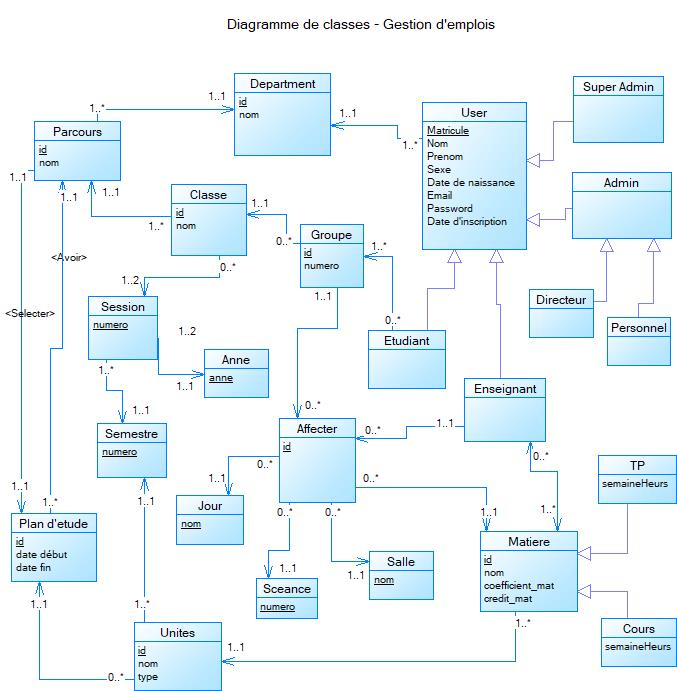 Diagramme de classes - Gestion d'emplois
Department
id
nom
1..1
1..*
1..1
1..*
Parcours
id
nom
1..1
1..1
1..1
User
Matricule
Nom
Prenom
Sexe
Date de naissance
Email
Password
Date d'inscription
Super Admin
Admin
Directeur
Personnel
Classe
id
nom
1..1
1..*
0..*
Groupe
id
numero
0..*
1..*
1..1
<Avoir>
<Selecter>
1..2
Session
numero
1..2
1..1
1..*
Anne
anne
0..*
Etudiant
Enseignant
1..1
Semestre
numero
0..*
Affecter
id
0..*
1..1
0..*
0..*
0..*
0..*
0..*
TP
semaineHeurs
1..1
1..*
Plan d'etude
id
date début
date fin
1..1
Jour
nom
1..1
1..*
Matiere
id
nom
coefficient_mat
credit_mat
1..1
Sceance
numero
1..1
Salle
nom
1..1
1..*
Unites
id
nom
type
0..*
1..1
1..*
Cours
semaineHeurs